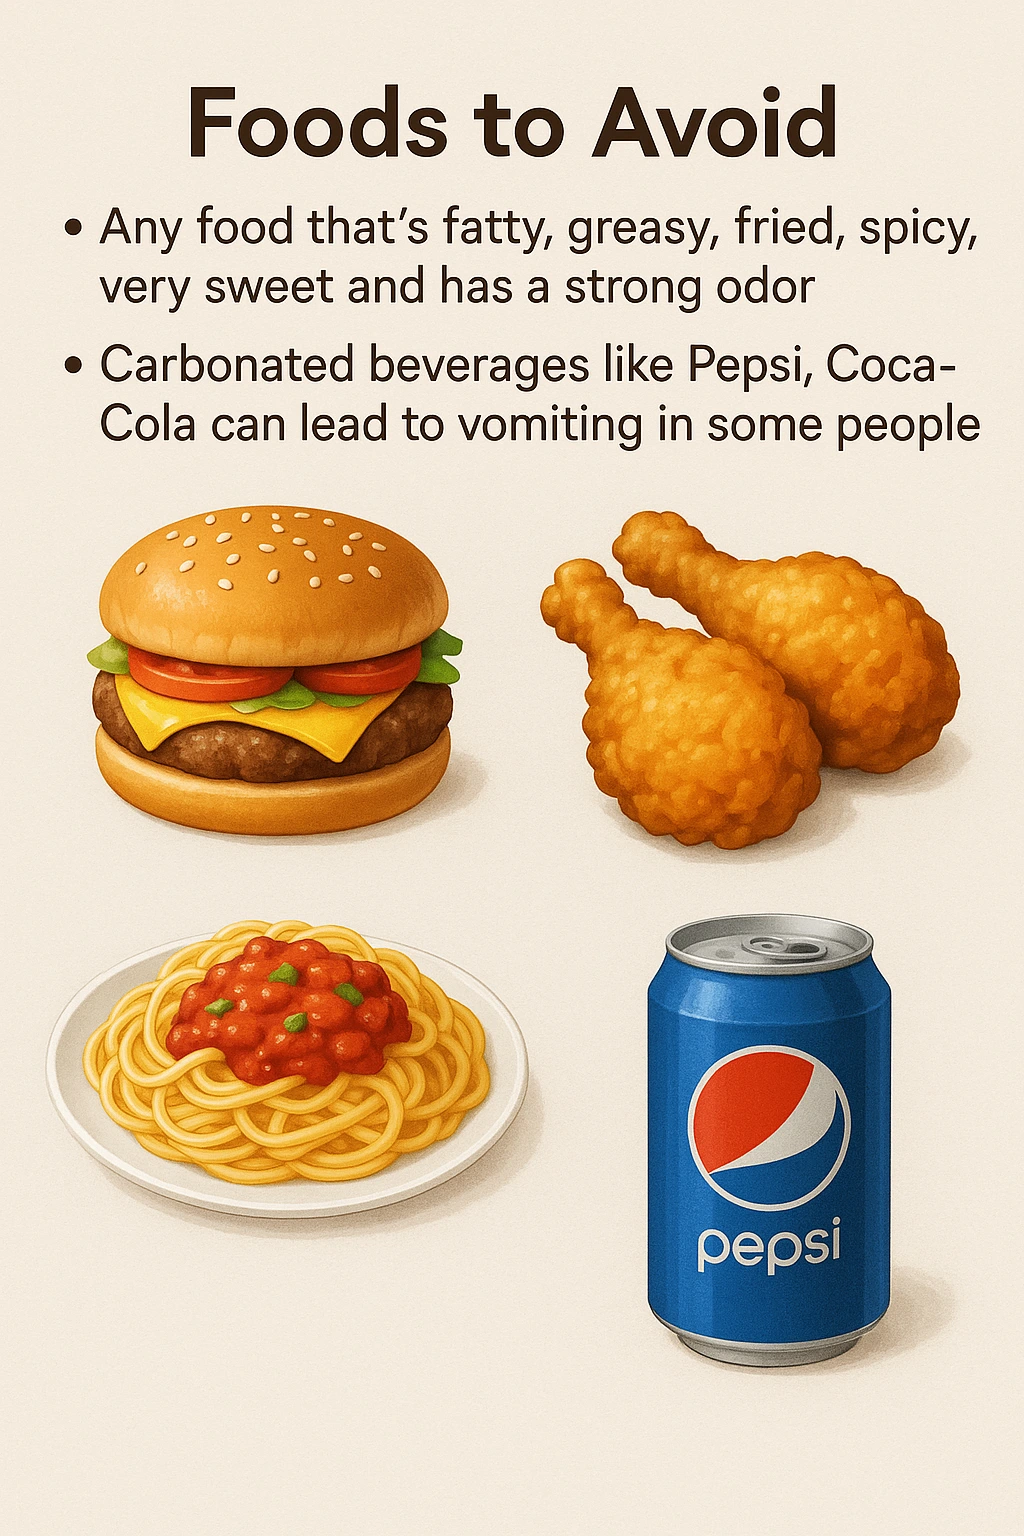 Foods to Avoid
• Any food that’s fatty, greasy, fried, spicy,
very sweet and has a strong odor
• Carbonated beverages like Pepsi, Coca-
Cola can lead to vomiting in some people
pepsi